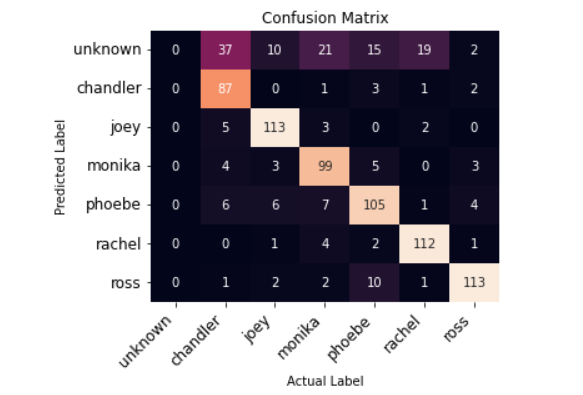 Confusion Matrix
unknown 0 37 10 21 15 19 2
chandler 0 87 0 1 3 1 2
joey 0 5 113 3 0 2 0
monika 0 4 3 99 5 0 3
phoebe 0 6 6 7 105 1 4
rachel 0 0 1 4 2 112 1
ross 0 1 2 2 10 1 113
Predicted Label
unknown chandler joey monika phoebe rachel ross
Actual Label